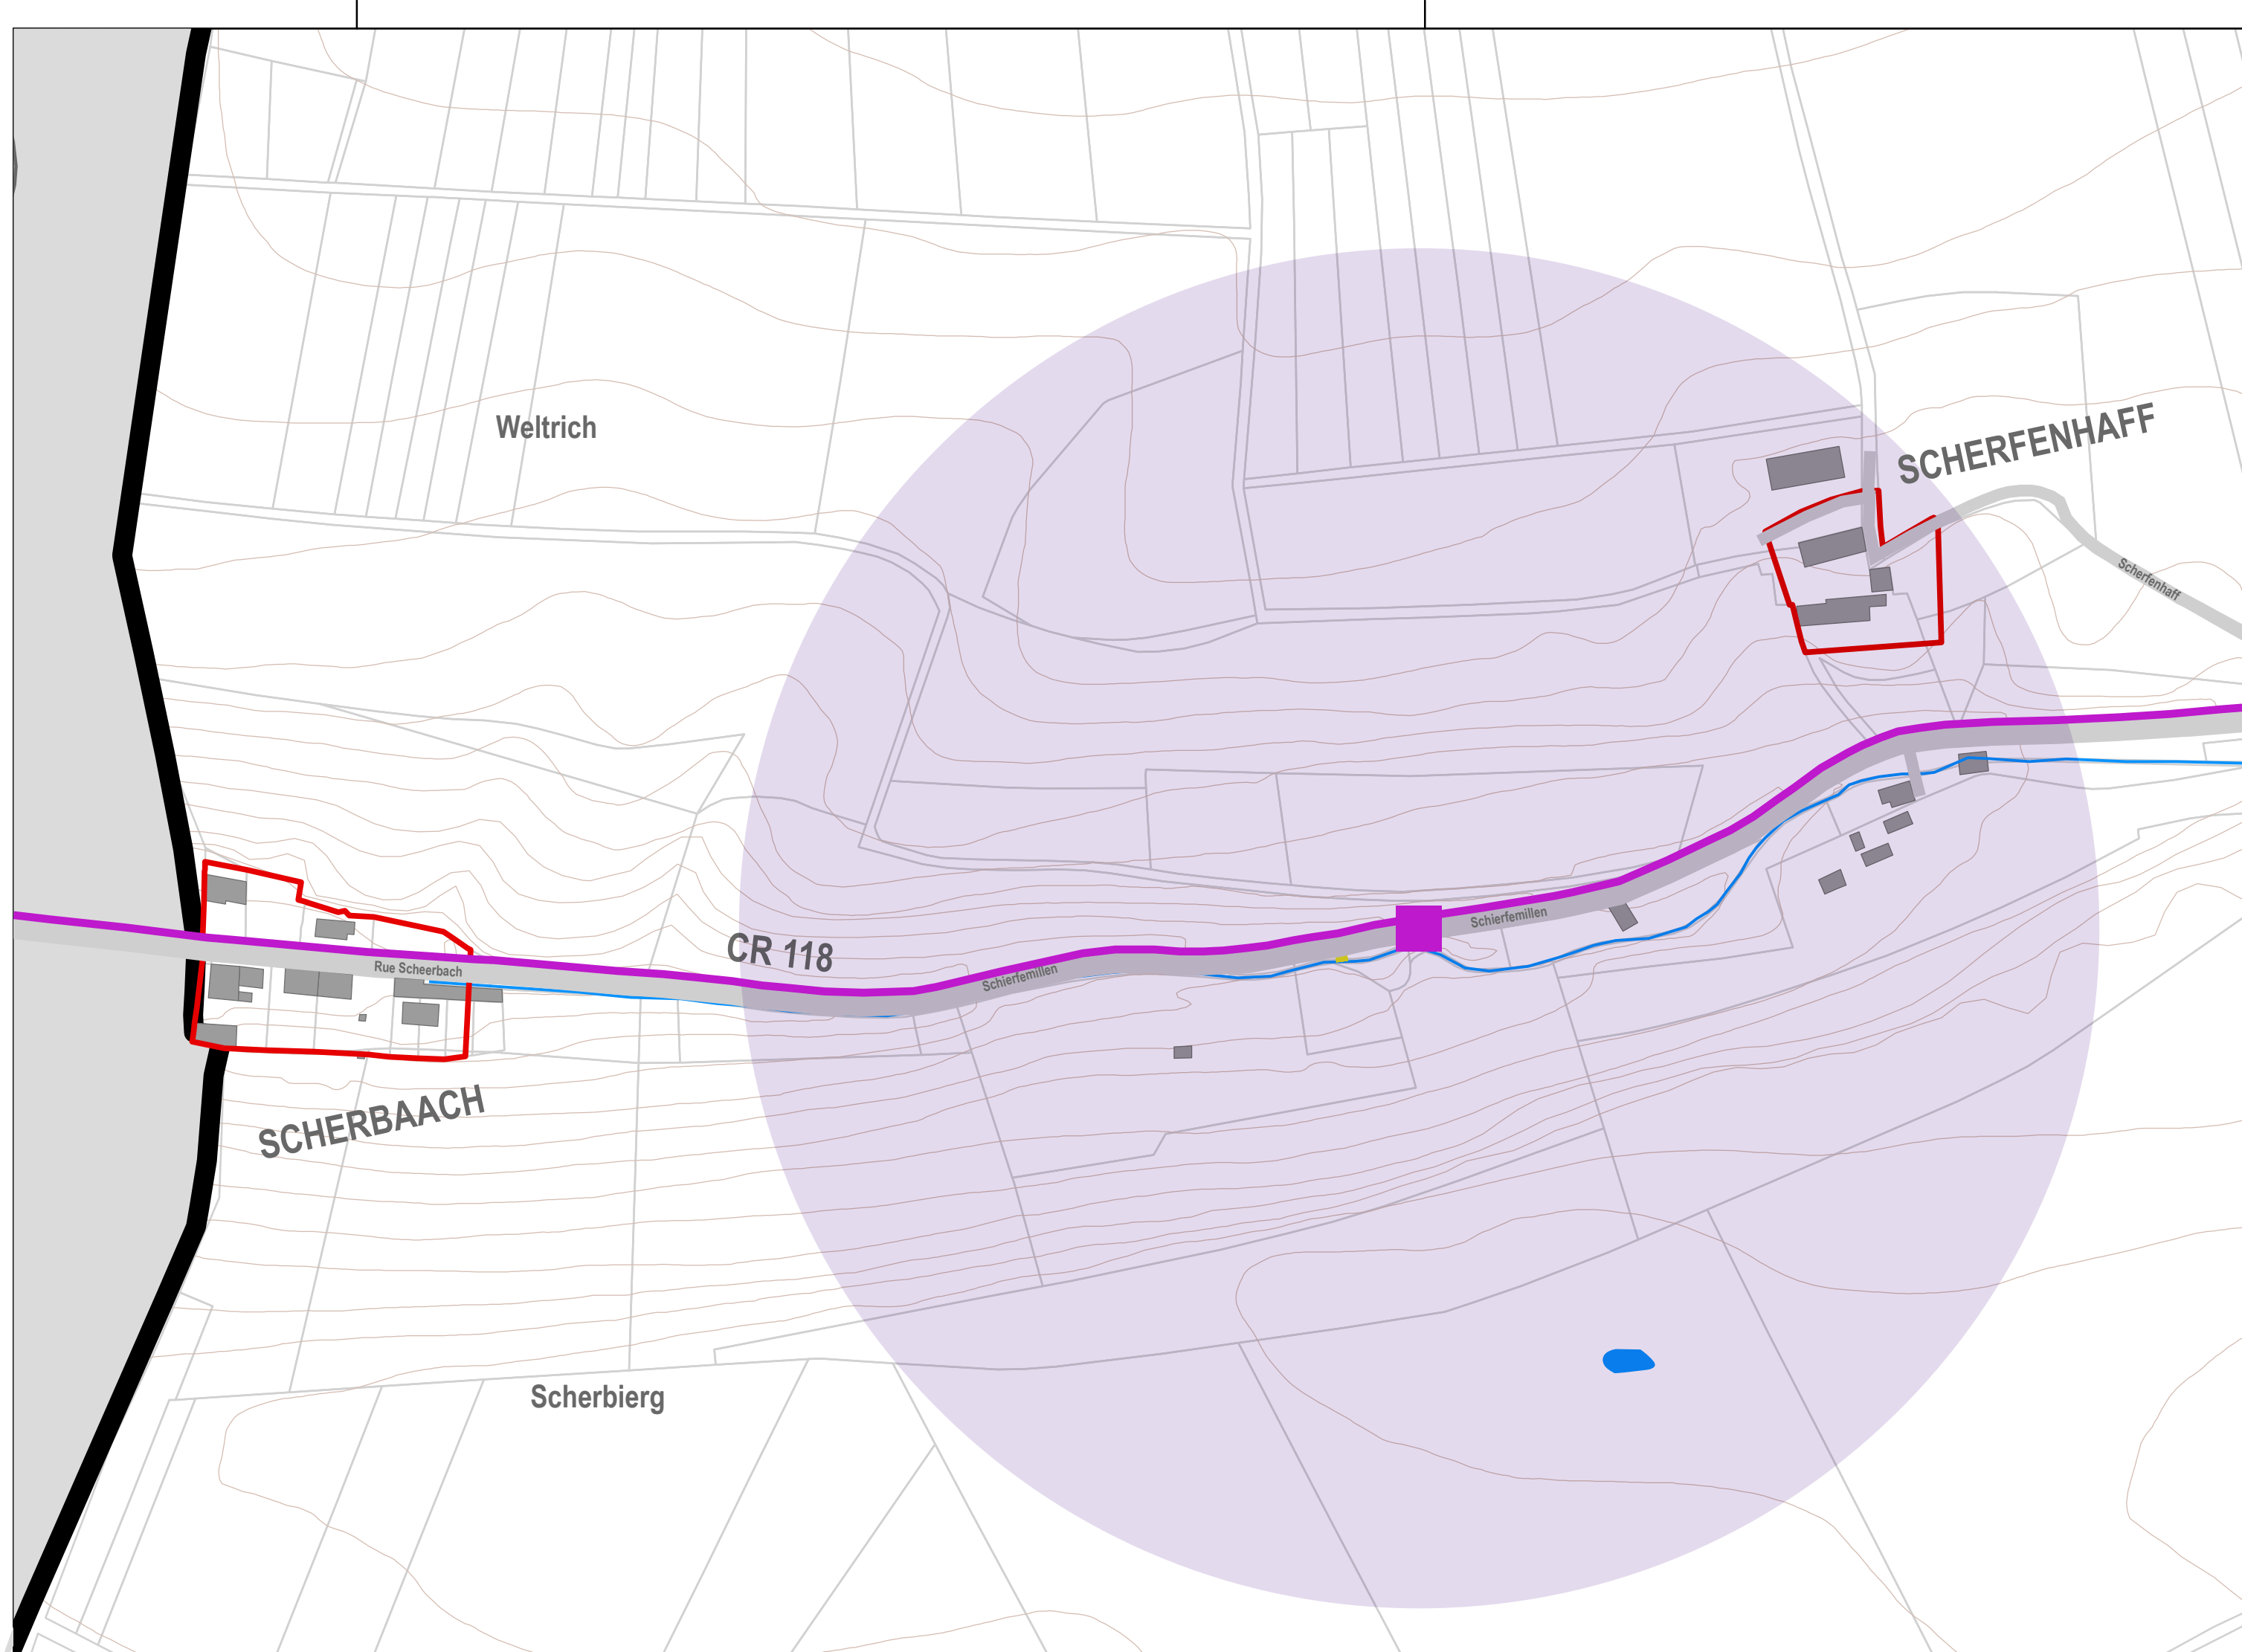 Weltrich
SCHERFENHAFF
Scherfenhaff
Schierfemillen
CR 118
Rue Scheerbach
Schierfemillen
SCHERBAACH
Scherbierg